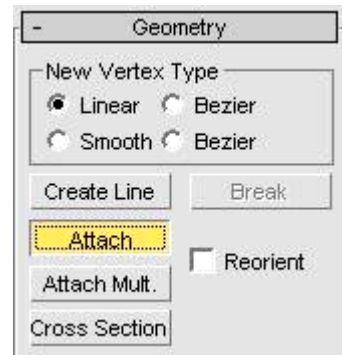 - Geometry
New Vertex Type
Linear Bezier
Smooth Bezier
Create Line Break
Attach
Reorient
Attach Mult.
Cross Section